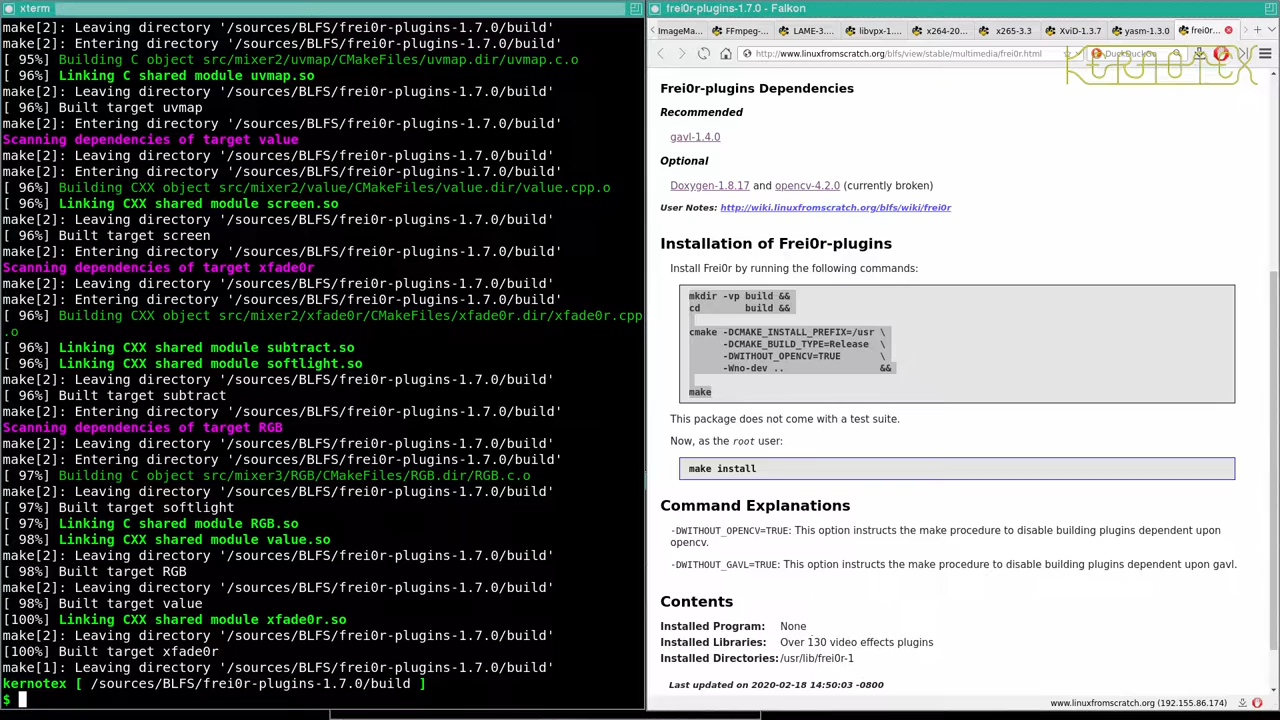 xterm
make[2]: Leaving directory '/sources/BLFS/frei0r-plugins-1.7.0/build'
make[2]: Entering directory '/sources/BLFS/frei0r-plugins-1.7.0/build'
[ 95%] Building C object src/mixer2/uvmap/CMakeFiles/uvmap.dir/uvmap.c.o
[ 96%] Linking C shared module uvmap.so
make[2]: Leaving directory '/sources/BLFS/frei0r-plugins-1.7.0/build'
[ 96%] Built target uvmap
make[2]: Entering directory '/sources/BLFS/frei0r-plugins-1.7.0/build'
Scanning dependencies of target value
make[2]: Leaving directory '/sources/BLFS/frei0r-plugins-1.7.0/build'
make[2]: Entering directory '/sources/BLFS/frei0r-plugins-1.7.0/build'
[ 96%] Building CXX object src/mixer2/value/CMakeFiles/value.dir/value.cpp.o
[ 96%] Linking CXX shared module screen.so
make[2]: Leaving directory '/sources/BLFS/frei0r-plugins-1.7.0/build'
[ 96%] Built target screen
make[2]: Entering directory '/sources/BLFS/frei0r-plugins-1.7.0/build'
Scanning dependencies of target xfade0r
make[2]: Leaving directory '/sources/BLFS/frei0r-plugins-1.7.0/build'
make[2]: Entering directory '/sources/BLFS/frei0r-plugins-1.7.0/build'
[ 96%] Building CXX object src/mixer2/xfade0r/CMakeFiles/xfade0r.dir/xfade0r.cpp
.o
[ 96%] Linking CXX shared module subtract.so
[ 96%] Linking CXX shared module softlight.so
make[2]: Leaving directory '/sources/BLFS/frei0r-plugins-1.7.0/build'
[ 96%] Built target subtract
make[2]: Entering directory '/sources/BLFS/frei0r-plugins-1.7.0/build'
Scanning dependencies of target RGB
make[2]: Leaving directory '/sources/BLFS/frei0r-plugins-1.7.0/build'
make[2]: Entering directory '/sources/BLFS/frei0r-plugins-1.7.0/build'
[ 97%] Building C object src/mixer3/RGB/CMakeFiles/RGB.dir/RGB.c.o
make[2]: Leaving directory '/sources/BLFS/frei0r-plugins-1.7.0/build'
[ 97%] Built target softlight
[ 97%] Linking C shared module RGB.so
[ 98%] Linking CXX shared module value.so
make[2]: Leaving directory '/sources/BLFS/frei0r-plugins-1.7.0/build'
[ 98%] Built target RGB
make[2]: Leaving directory '/sources/BLFS/frei0r-plugins-1.7.0/build'
[ 98%] Built target value
[100%] Linking CXX shared module xfade0r.so
make[2]: Leaving directory '/sources/BLFS/frei0r-plugins-1.7.0/build'
[100%] Built target xfade0r
make[1]: Leaving directory '/sources/BLFS/frei0r-plugins-1.7.0/build'
kernotex [ /sources/BLFS/frei0r-plugins-1.7.0/build ]
$
frei0r-plugins-1.7.0 - Falkon
ImageMa... FFmpeg-... LAME-3.... libvpx-1.... x264-20... x265-3.3 XviD-1.3.7 yasm-1.3.0 frei0r...
http://www.linuxfromscratch.org/blfs/view/stable/multimedia/frei0r.html DuckDuckGo
KERNOTEX
Frei0r-plugins Dependencies
Recommended
gavl-1.4.0
Optional
Doxygen-1.8.17 and opencv-4.2.0 (currently broken)
User Notes: http://wiki.linuxfromscratch.org/blfs/wiki/frei0r
Installation of Frei0r-plugins
Install Frei0r by running the following commands:
mkdir -vp build &&
cd build &&
cmake -DCMAKE_INSTALL_PREFIX=/usr \
-DCMAKE_BUILD_TYPE=Release \
-DWITHOUT_OPENCV=TRUE \
-Wno-dev .. &&
make
This package does not come with a test suite.
Now, as the root user:
make install
Command Explanations
-DWITHOUT_OPENCV=TRUE: This option instructs the make procedure to disable building plugins dependent upon
opencv.
-DWITHOUT_GAVL=TRUE: This option instructs the make procedure to disable building plugins dependent upon gavl.
Contents
Installed Program: None
Installed Libraries: Over 130 video effects plugins
Installed Directories: /usr/lib/frei0r-1
Last updated on 2020-02-18 14:50:03 -0800
www.linuxfromscratch.org (192.155.86.174)